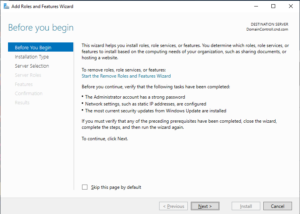 Add Roles and Features Wizard
Before you begin
DESTINATION SERVER
Before You Begin
Installation Type
Server Selection
Server Roles
Features
Confirmation
Results
This wizard helps you install roles, role services, or features. You determine which roles, role services, or
features to install based on the computing needs of your organization, such as sharing documents, or
hosting a website.
To remove roles, role services, or features:
Start the Remove Roles and Features Wizard
Before you continue, verify that the following tasks have been completed:
• The Administrator account has a strong password
• Network settings, such as static IP addresses, are configured
• The most current security updates from Windows Update are installed
If you must verify that any of the preceding prerequisites have been completed, close the wizard,
complete the steps, and then run the wizard again.
To continue, click Next.
Skip this page by default
< Previous
Next >
Install
Cancel